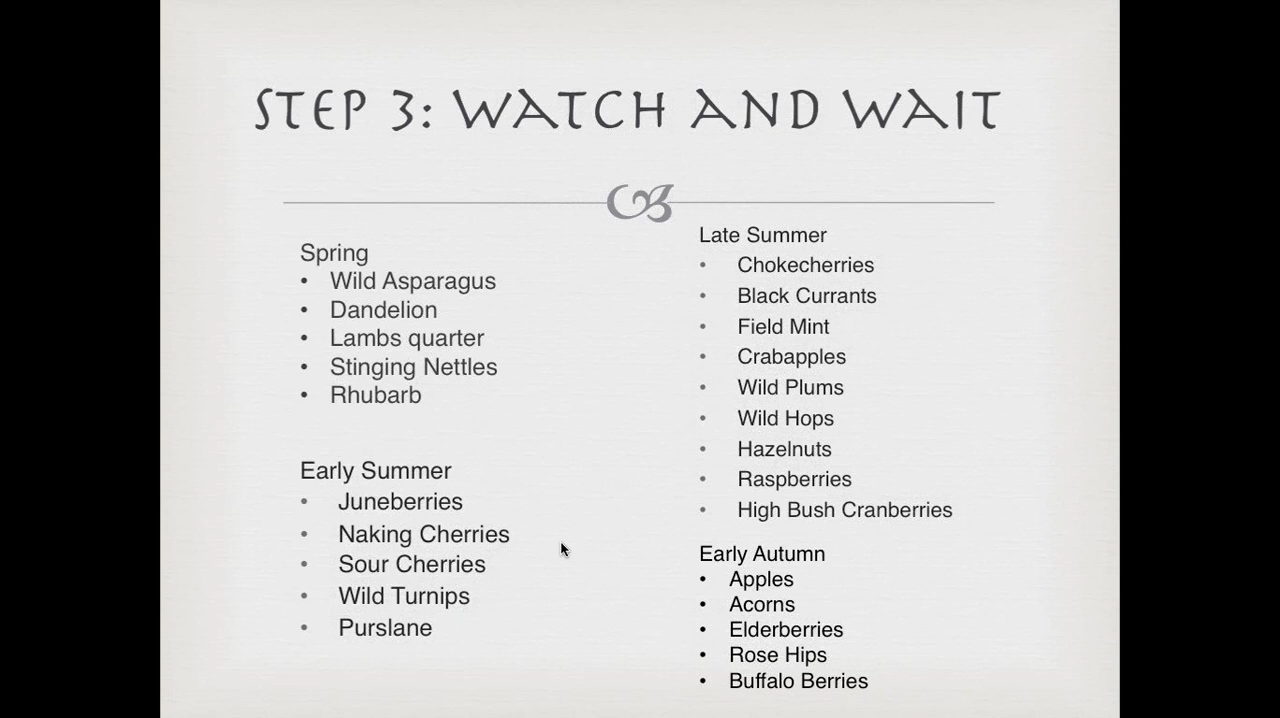 STEP 3: WATCH AND WAIT
Spring
• Wild Asparagus
• Dandelion
• Lambs quarter
• Stinging Nettles
• Rhubarb
Early Summer
• Juneberries
• Naking Cherries
• Sour Cherries
• Wild Turnips
• Purslane
Late Summer
• Chokecherries
• Black Currants
• Field Mint
• Crabapples
• Wild Plums
• Wild Hops
• Hazelnuts
• Raspberries
• High Bush Cranberries
Early Autumn
• Apples
• Acorns
• Elderberries
• Rose Hips
• Buffalo Berries